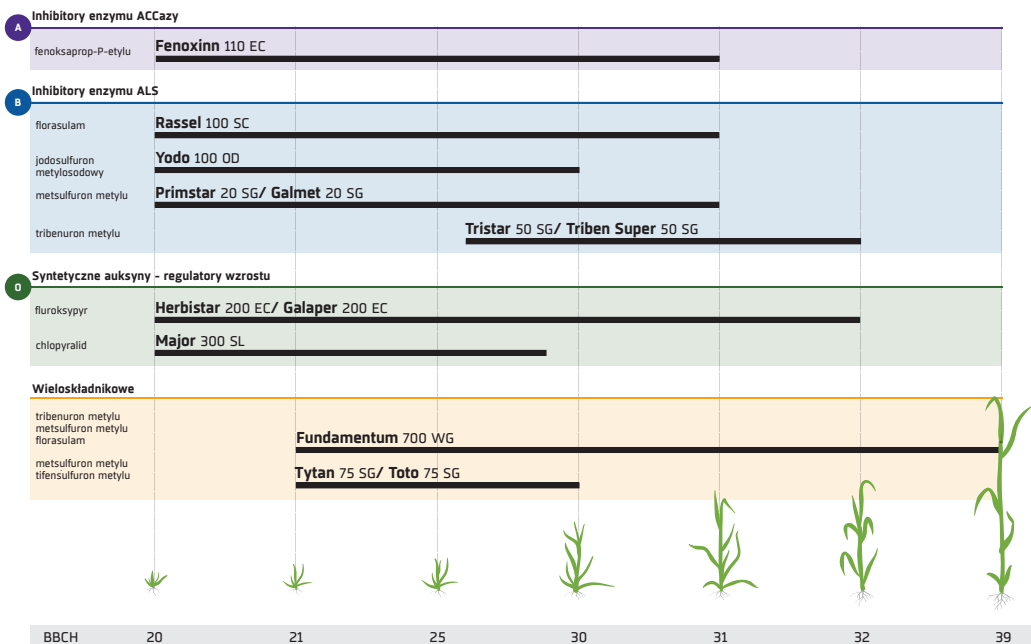 Inhibitory enzymu ACCazy
A
fenoksaprop-P-etylu
Fenoxinn 110 EC
Inhibitory enzymu ALS
B
florasulam
Rassel 100 SC
jodosulfuron
metylosodowy
Yodo 100 OD
metsulfuron metylu
Primstar 20 SG/ Galmet 20 SG
tribenuron metylu
Tristar 50 SG/ Triben Super 50 SG
Syntetyczne auksyny - regulatory wzrostu
O
fluroksypyr
Herbistar 200 EC/ Galaper 200 EC
chlopyralid
Major 300 SL
Wieloskładnikowe
tribenuron metylu
metsulfuron metylu
florasulam
Fundamentum 700 WG
metsulfuron metylu
tifensulfuron metylu
Tytan 75 SG/ Toto 75 SG
BBCH 20 21 25 30 31 32 39